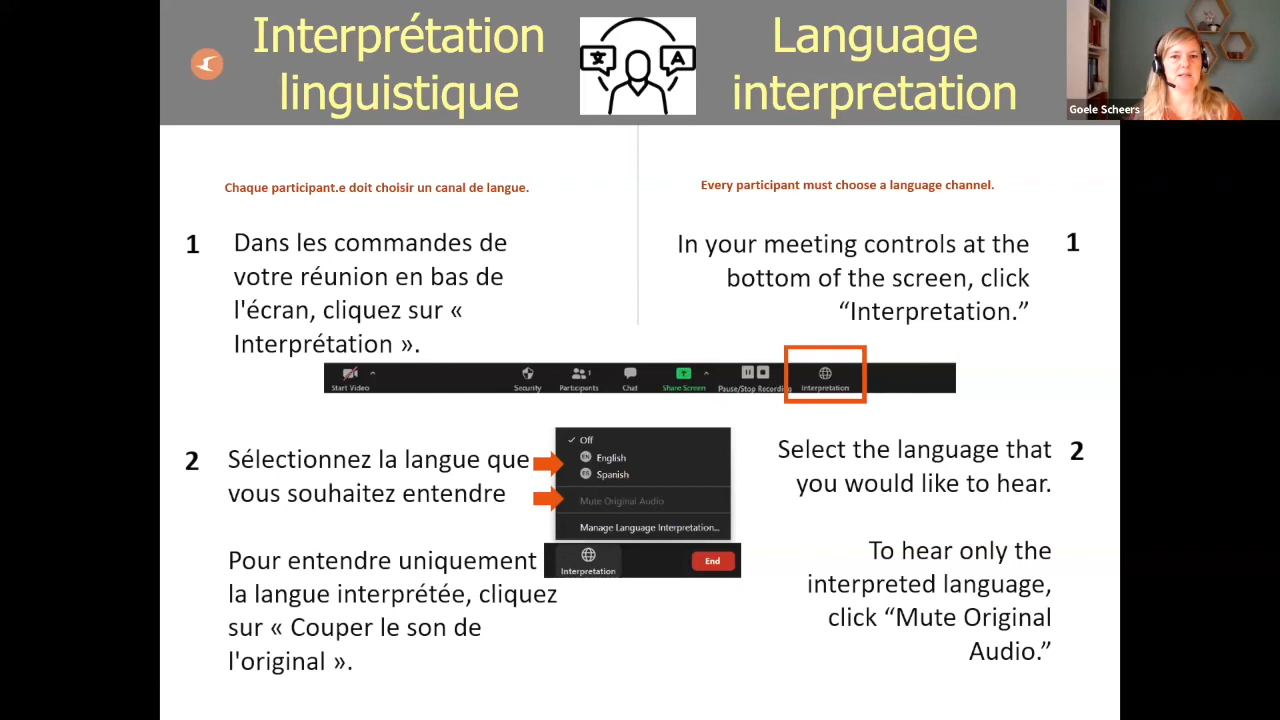 Interprétation
linguistique
文
A
Language
interpretation
Goele Scheers
Chaque participant.e doit choisir un canal de langue.
Every participant must choose a language channel.
1
Dans les commandes de
votre réunion en bas de
l'écran, cliquez sur «
Interprétation ».
In your meeting controls at the
bottom of the screen, click
“Interpretation.”
1
Start Video
Security
Participants
1
Chat
Share Screen
Pause/Stop Recording
Interpretation
2
Sélectionnez la langue que
vous souhaitez entendre
Pour entendre uniquement
la langue interprétée, cliquez
sur « Couper le son de
l'original ».
Off
EN English
ES Spanish
Mute Original Audio
Manage Language Interpretation...
Interpretation
End
Select the language that
you would like to hear.
2
To hear only the
interpreted language,
click “Mute Original
Audio.”